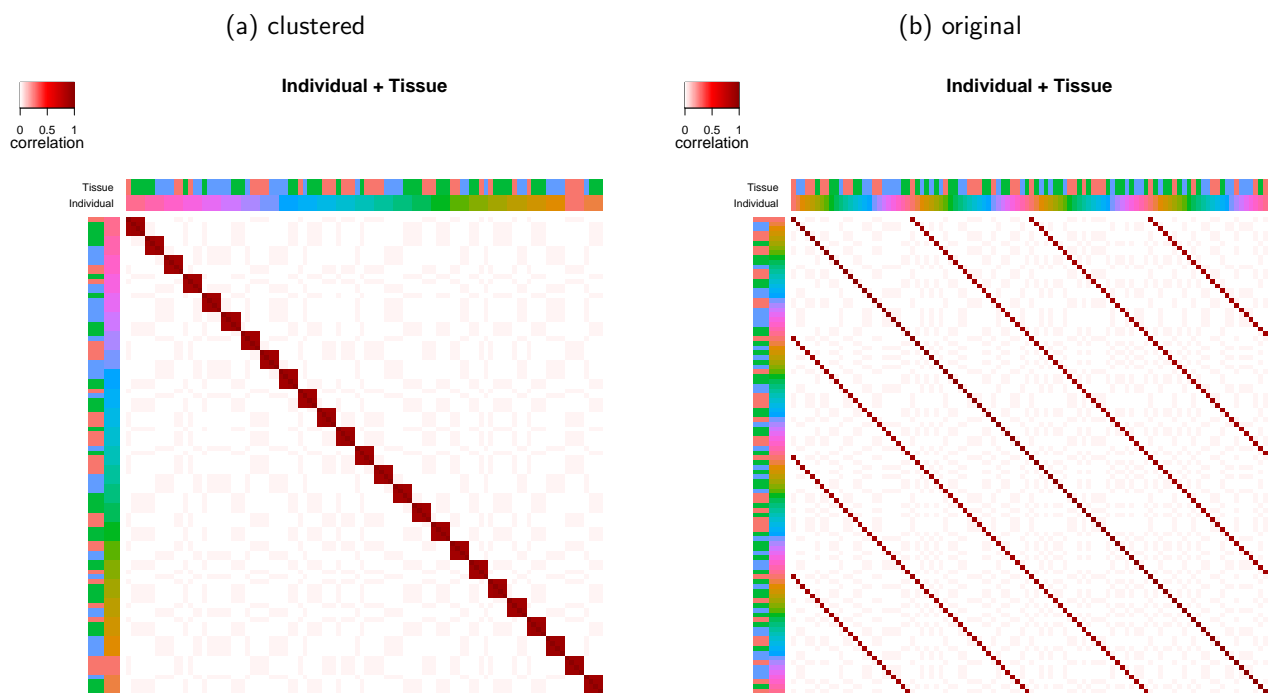 (a) clustered
Individual + Tissue
0 0.5 1
correlation
Tissue
Individual
(b) original
Individual + Tissue
0 0.5 1
correlation
Tissue
Individual